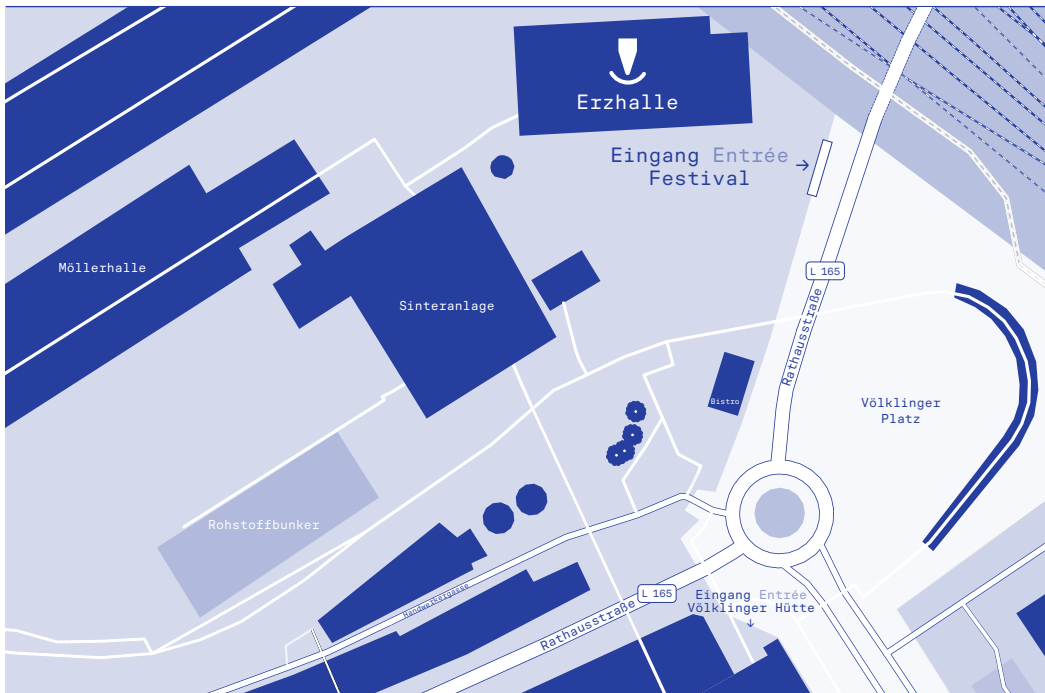 Erzhalle
Eingang Entrée
Festival
→
Möllerhalle
L 165
Sinteranlage
Rathausstraße
Bistro
Völklinger
Platz
Rohstoffbunker
Handwerkergasse
L 165
Eingang Entrée
Völklinger Hütte
↓
Rathausstraße